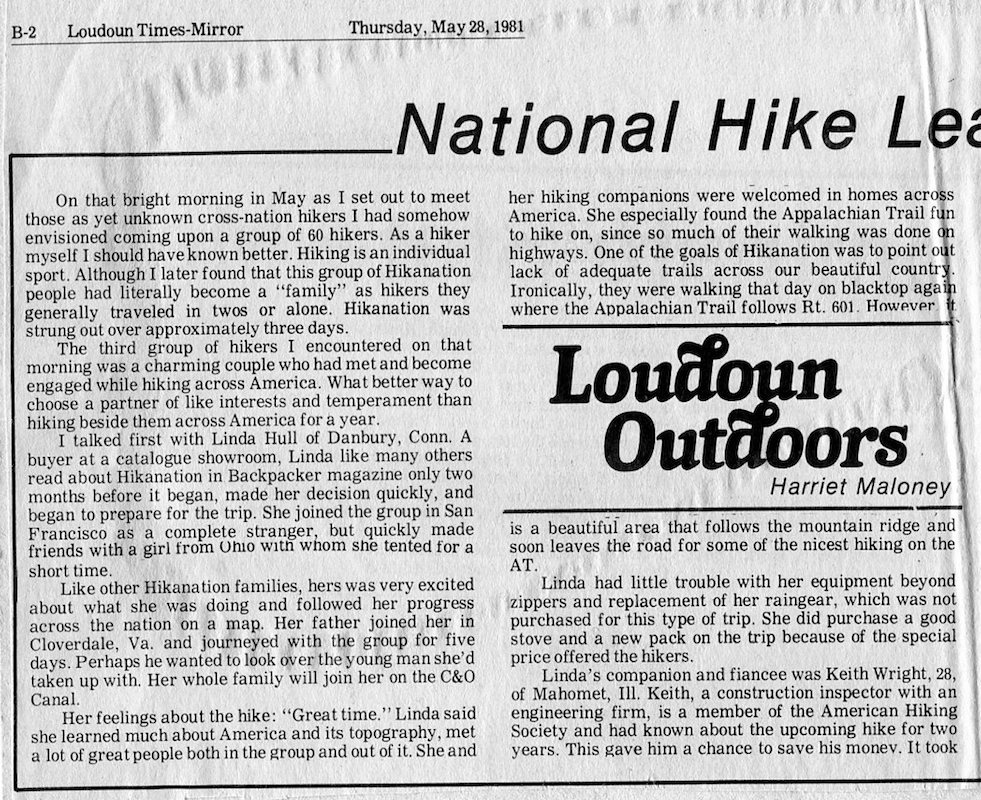 B-2 Loudoun Times-Mirror Thursday, May 28, 1981
National Hike Lea
On that bright morning in May as I set out to meet
those as yet unknown cross-nation hikers I had somehow
envisioned coming upon a group of 60 hikers. As a hiker
myself I should have known better. Hiking is an individual
sport. Although I later found that this group of Hikanation
people had literally become a "family" as hikers they
generally traveled in twos or alone. Hikanation was
strung out over approximately three days.
The third group of hikers I encountered on that
morning was a charming couple who had met and become
engaged while hiking across America. What better way to
choose a partner of like interests and temperament than
hiking beside them across America for a year.
I talked first with Linda Hull of Danbury, Conn. A
buyer at a catalogue showroom, Linda like many others
read about Hikanation in Backpacker magazine only two
months before it began, made her decision quickly, and
began to prepare for the trip. She joined the group in San
Francisco as a complete stranger, but quickly made
friends with a girl from Ohio with whom she tented for a
short time.
Like other Hikanation families, hers was very excited
about what she was doing and followed her progress
across the nation on a map. Her father joined her in
Cloverdale, Va. and journeyed with the group for five
days. Perhaps he wanted to look over the young man she'd
taken up with. Her whole family will join her on the C&O
Canal.
Her feelings about the hike: "Great time." Linda said
she learned much about America and its topography, met
a lot of great people both in the group and out of it. She and
her hiking companions were welcomed in homes across
America. She especially found the Appalachian Trail fun
to hike on, since so much of their walking was done on
highways. One of the goals of Hikanation was to point out
lack of adequate trails across our beautiful country.
Ironically, they were walking that day on blacktop again
where the Appalachian Trail follows Rt. 601. However it
Loudoun
Outdoors
Harriet Maloney
is a beautiful area that follows the mountain ridge and
soon leaves the road for some of the nicest hiking on the
AT.
Linda had little trouble with her equipment beyond
zippers and replacement of her raingear, which was not
purchased for this type of trip. She did purchase a good
stove and a new pack on the trip because of the special
price offered the hikers.
Linda's companion and fiancee was Keith Wright, 28,
of Mahomet, Ill. Keith, a construction inspector with an
engineering firm, is a member of the American Hiking
Society and had known about the upcoming hike for two
years. This gave him a chance to save his money. It took